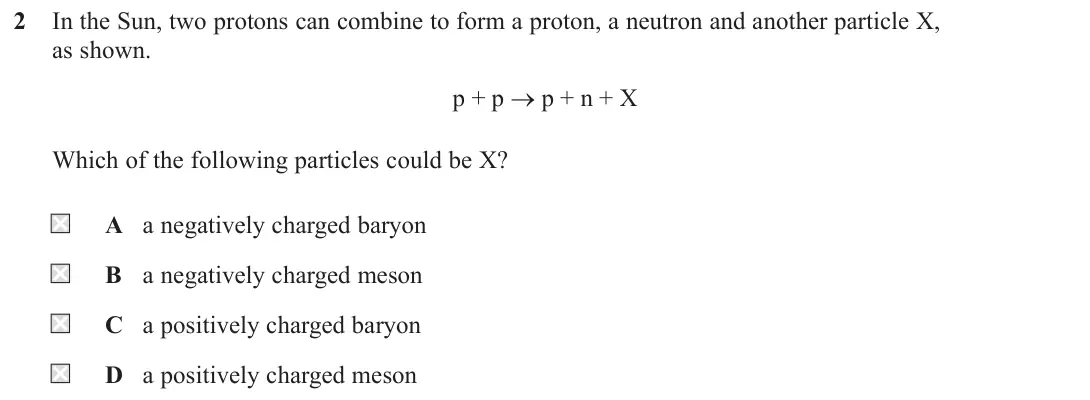 2 In the Sun, two protons can combine to form a proton, a neutron and another particle X,
as shown.
p + p → p + n + X
Which of the following particles could be X?
A a negatively charged baryon
B a negatively charged meson
C a positively charged baryon
D a positively charged meson